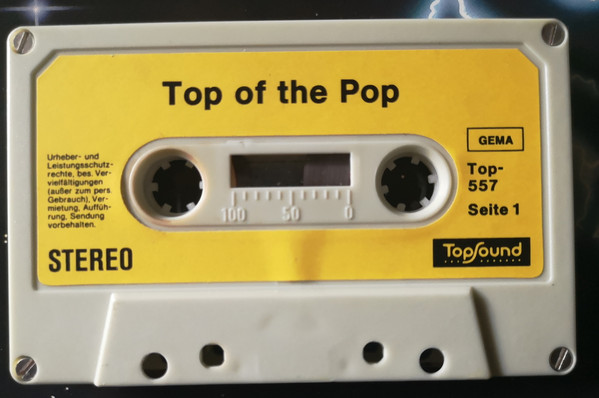 Top of the Pop
Urheber- und
Leistungsschutz-
rechte, bes. Ver-
vielfältigungen
(außer zum pers.
Gebrauch), Ver-
mietung, Auffüh-
rung, Sendung
vorbehalten.
STEREO
100 50 0
GEMA
Top-
557
Seite 1
TopSound